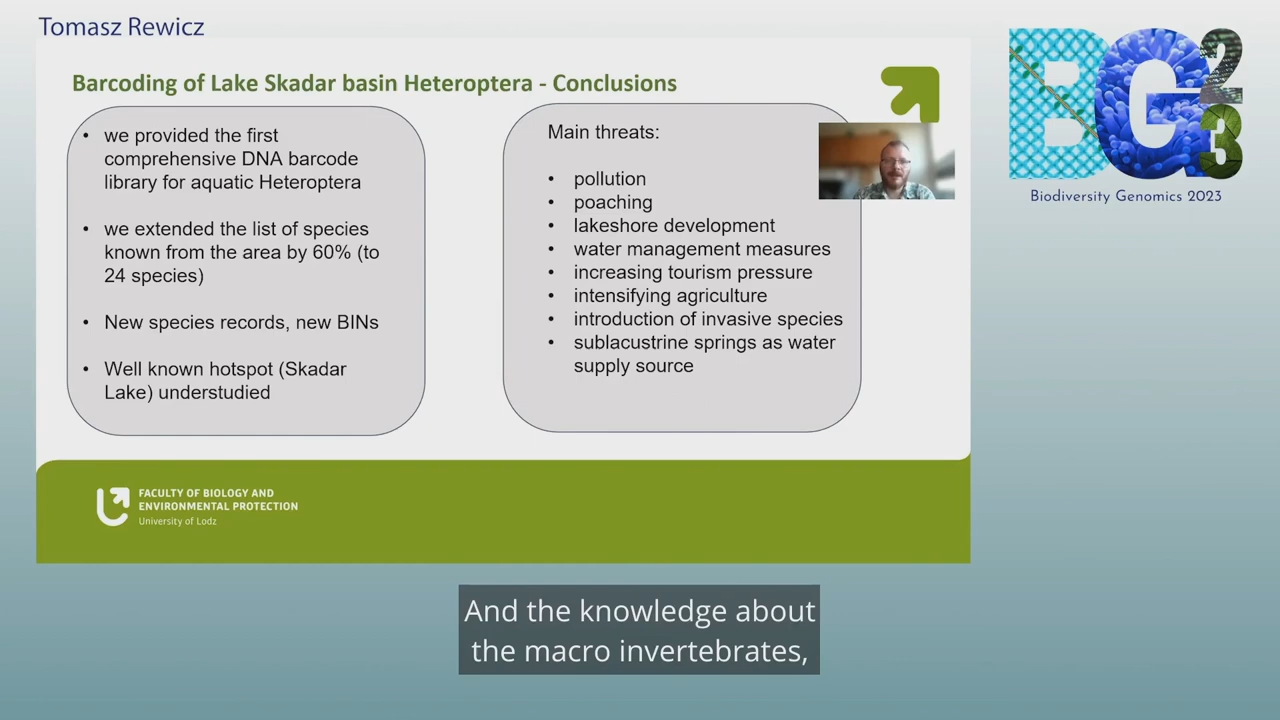 Tomasz Rewicz
Barcoding of Lake Skadar basin Heteroptera - Conclusions
• we provided the first
comprehensive DNA barcode
library for aquatic Heteroptera
• we extended the list of species
known from the area by 60% (to
24 species)
• New species records, new BINs
• Well known hotspot (Skadar
Lake) understudied
Main threats:
• pollution
• poaching
• lakeshore development
• water management measures
• increasing tourism pressure
• intensifying agriculture
• introduction of invasive species
• sublacustrine springs as water
supply source
BG23
Biodiversity Genomics 2023
FACULTY OF BIOLOGY AND
ENVIRONMENTAL PROTECTION
University of Lodz
And the knowledge about
the macro invertebrates,